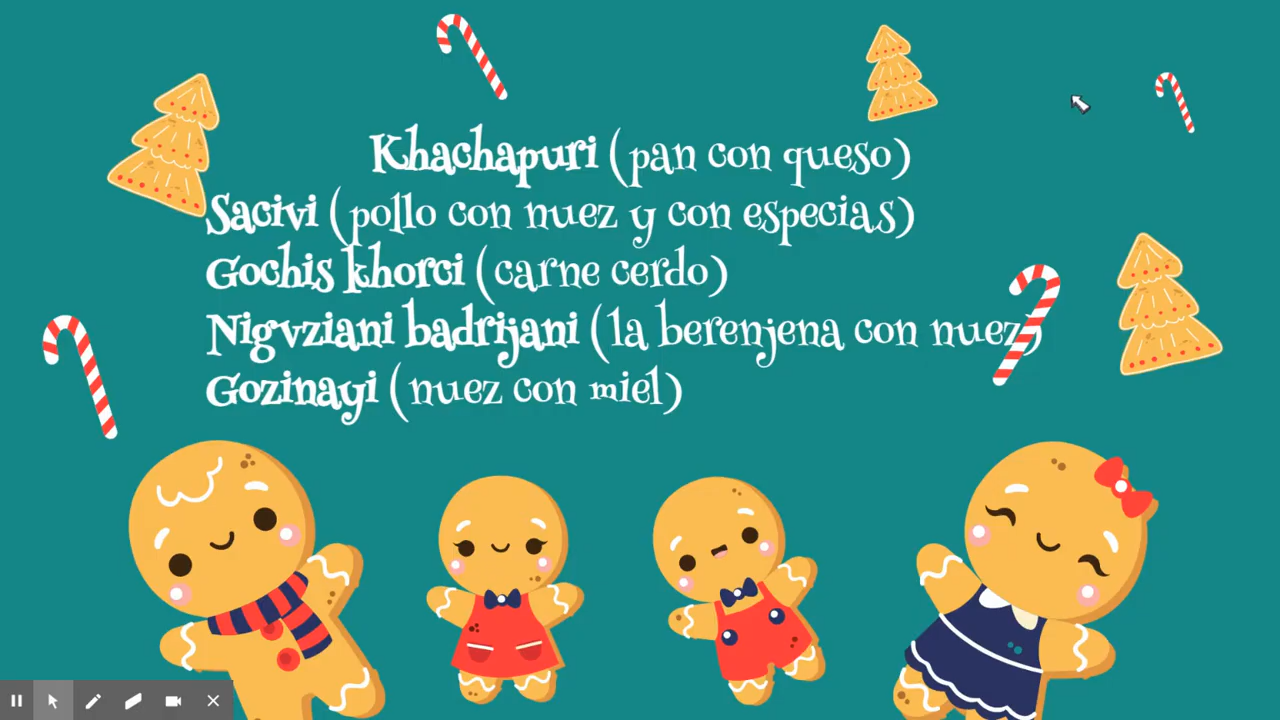 Khachapuri (pan con queso)
Sacivi (pollo con nuez y con especias)
Gochis khorci (carne cerdo)
Nigvziani badrijani (la berenjena con nuez)
Gozinayi (nuez con miel)